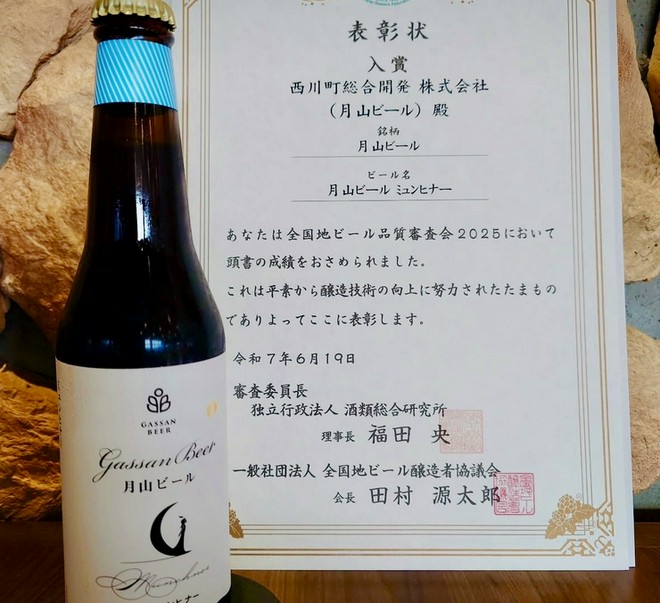 表彰状
入賞
西川町総合開発 株式会社
（月山ビール）殿
銘柄
月山ビール
ビール名
月山ビール ミュンヒナー
あなたは全国地ビール品質審査会2025において
頭書の成績をおさめられました。
これは平素から醸造技術の向上に努力されたたまもの
でありよってここに表彰します。
令和7年6月19日
審査委員長
独立行政法人 酒類総合研究所
理事長 福田 央
一般社団法人 全国地ビール醸造者協議会
会長 田村 源太郎
GASSAN
BEER
Gassan Beer
月山ビール
Munchner
ヒナー